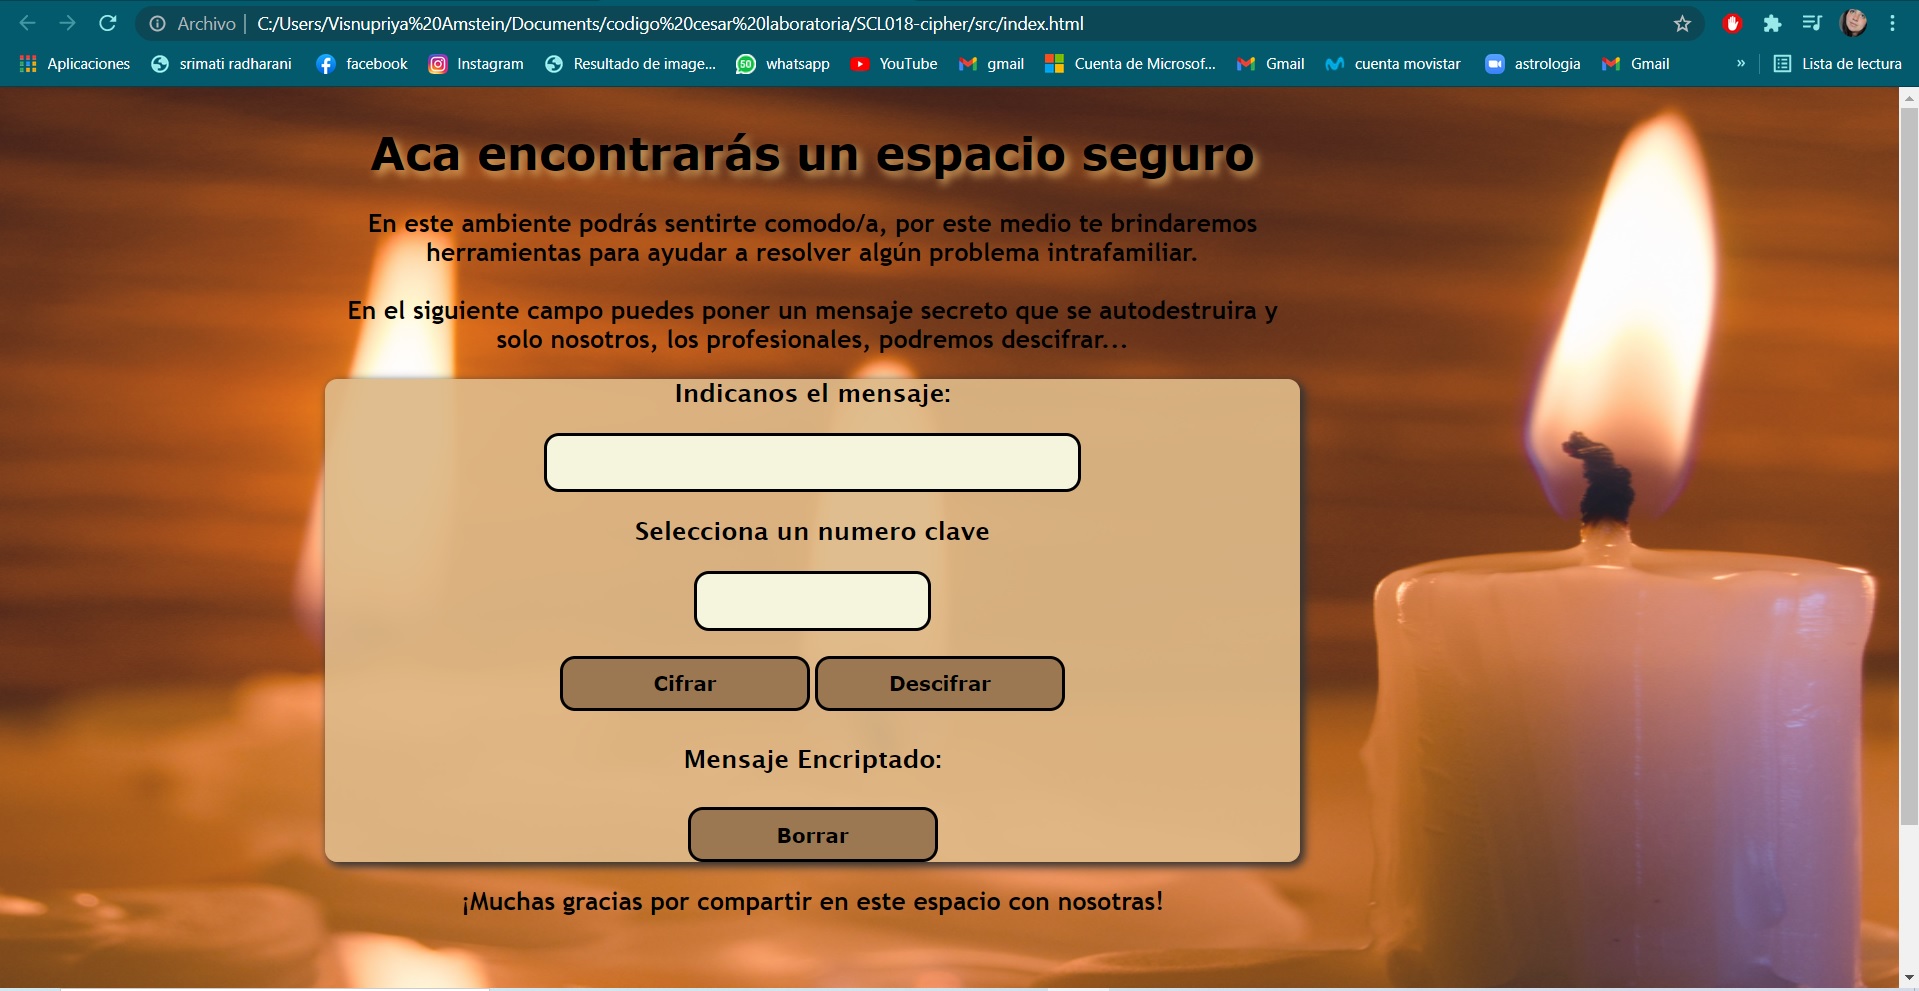 Archivo | C:/Users/Visnupriya%20Amstein/Documents/codigo%20cesar%20laboratoria/SCL018-cipher/src/index.html
Aplicaciones srimati radharani facebook Instagram Resultado de image... 50 whatsapp YouTube gmail Cuenta de Microsof... Gmail cuenta movistar astrologia Gmail » Lista de lectura
Aca encontrarás un espacio seguro
En este ambiente podrás sentirte comodo/a, por este medio te brindaremos
herramientas para ayudar a resolver algún problema intrafamiliar.
En el siguiente campo puedes poner un mensaje secreto que se autodestruira y
solo nosotros, los profesionales, podremos descifrar...
Indicanos el mensaje:
Selecciona un numero clave
Cifrar Descifrar
Mensaje Encriptado:
Borrar
¡Muchas gracias por compartir en este espacio con nosotras!